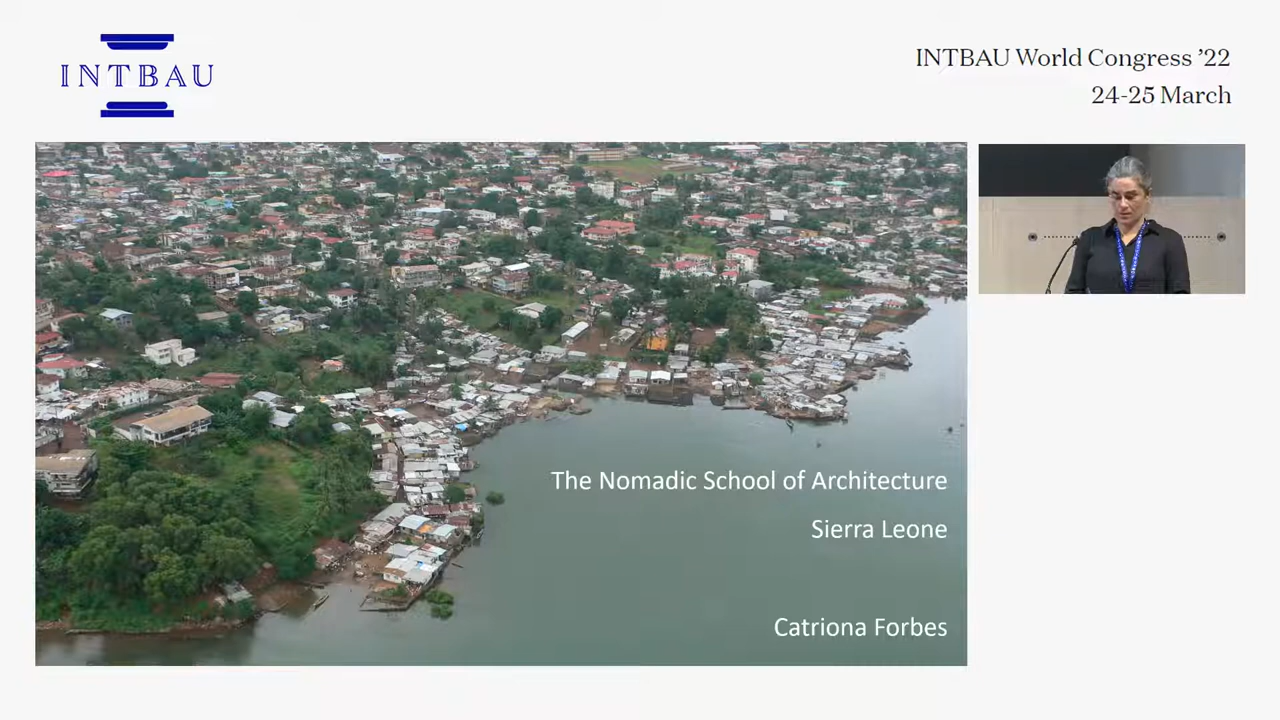 INTBAU
INTBAU World Congress ’22
24-25 March
The Nomadic School of Architecture
Sierra Leone
Catriona Forbes